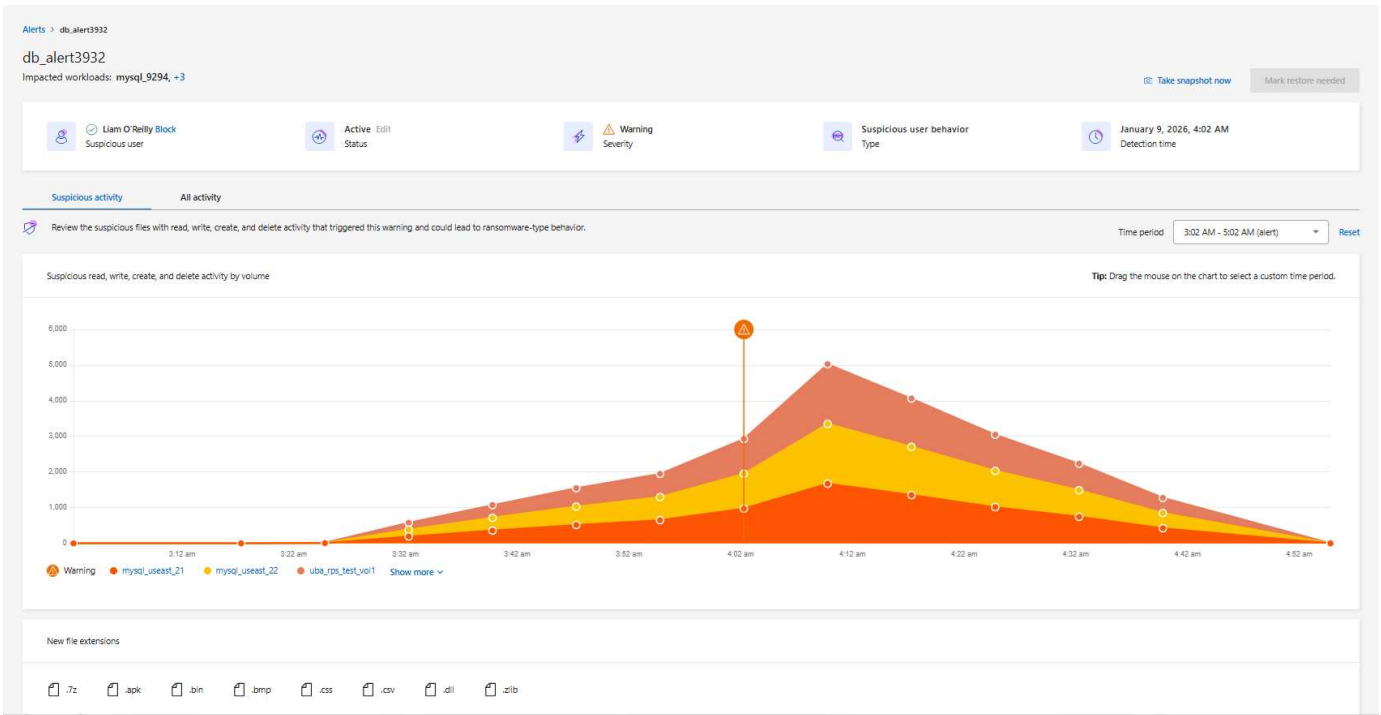 Alerts > db_alert3932
db_alert3932
Impacted workloads: mysql_9294, +3
Take snapshot now
Mark restore needed
Liam O'Reilly Block
Suspicious user
Active Edit
Status
Warning
Severity
Suspicious user behavior
Type
January 9, 2026, 4:02 AM
Detection time
Suspicious activity
All activity
Review the suspicious files with read, write, create, and delete activity that triggered this warning and could lead to ransomware-type behavior.
Time period
3:02 AM - 5:02 AM (alert)
Reset
Suspicious read, write, create, and delete activity by volume
Tip: Drag the mouse on the chart to select a custom time period.
6,000
5,000
4,000
3,000
2,000
1,000
0
3:12 am
3:22 am
3:32 am
3:42 am
3:52 am
4:02 am
4:12 am
4:22 am
4:32 am
4:42 am
4:52 am
Warning
mysql_useast_21
mysql_useast_22
uba_rps_test_vol1
Show more
New file extensions
.7z
.apk
.bin
.bmp
.css
.csv
.dll
.zlib